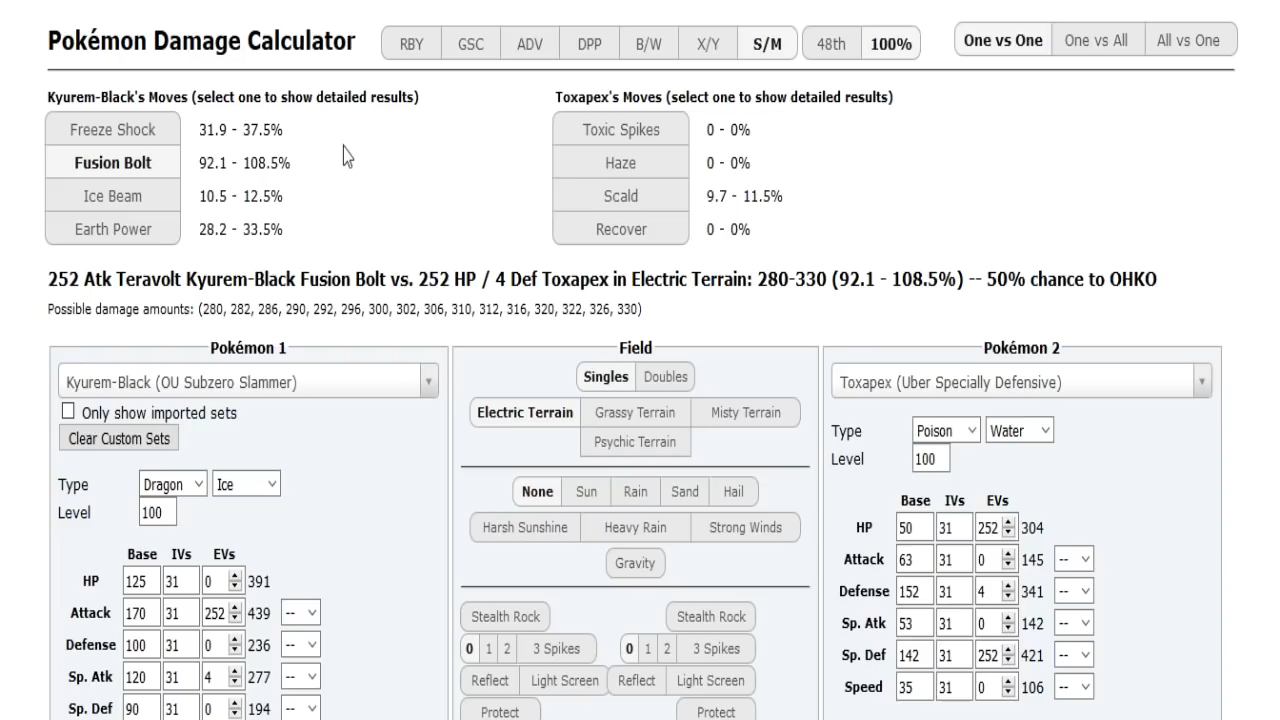 Pokémon Damage Calculator RBY GSC ADV DPP B/W X/Y S/M 48th 100% One vs One One vs All All vs One
Kyurem-Black's Moves (select one to show detailed results) Toxapex's Moves (select one to show detailed results)
Freeze Shock 31.9 - 37.5% Toxic Spikes 0 - 0%
Fusion Bolt 92.1 - 108.5% Haze 0 - 0%
Ice Beam 10.5 - 12.5% Scald 9.7 - 11.5%
Earth Power 28.2 - 33.5% Recover 0 - 0%
252 Atk Teravolt Kyurem-Black Fusion Bolt vs. 252 HP / 4 Def Toxapex in Electric Terrain: 280-330 (92.1 - 108.5%) -- 50% chance to OHKO
Possible damage amounts: (280, 282, 286, 290, 292, 296, 300, 302, 306, 310, 312, 316, 320, 322, 326, 330)
Pokémon 1
Kyurem-Black (OU Subzero Slammer)
Only show imported sets
Clear Custom Sets
Type Dragon Ice
Level 100
Base IVs EVs
HP 125 31 0 391
Attack 170 31 252 439 --
Defense 100 31 0 236 --
Sp. Atk 120 31 4 277 --
Sp. Def 90 31 0 194 --
Field
Singles Doubles
Electric Terrain Grassy Terrain Misty Terrain
Psychic Terrain
None Sun Rain Sand Hail
Harsh Sunshine Heavy Rain Strong Winds
Gravity
Stealth Rock Stealth Rock
0 1 2 3 Spikes 0 1 2 3 Spikes
Reflect Light Screen Reflect Light Screen
Protect Protect
Pokémon 2
Toxapex (Uber Specially Defensive)
Type Poison Water
Level 100
Base IVs EVs
HP 50 31 252 304
Attack 63 31 0 145 --
Defense 152 31 4 341 --
Sp. Atk 53 31 0 142 --
Sp. Def 142 31 252 421 --
Speed 35 31 0 106 --